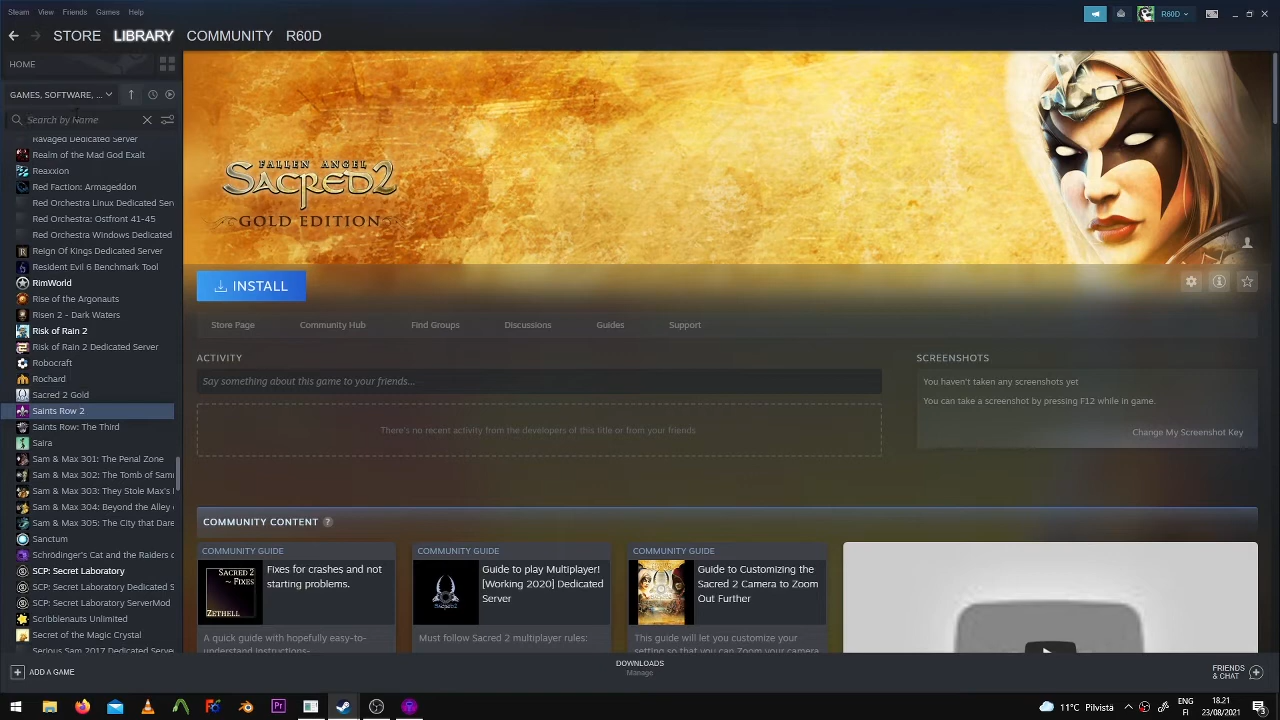 Steam View Friends Games Help
R60D
STORE LIBRARY COMMUNITY R60D
HOME
GAMES, SOFTWARE, ...
Search by Name
Ravaged Dedicated Server
Realm of the Mad God Exalt
Reaxxion
Red Faction: Armageddon
Red Orchestra Linux Dedicated Serv
Red Orchestra: Ostfront 41-45
Red Orchestra Windows Dedicated
Reign Of Kings Dedicated Server
Resident Evil 6 Benchmark Tool
RimWorld
Rise of the Argonauts
Risen 2 - Dark Waters
Risk of Rain 2
Risk of Rain 2 Dedicated Server
Robocraft
Rochard
Sacred 2 Gold
Saints Row 2
Saints Row: The Third
Saira
Sam & Max 301: The Penal Zone
Sam & Max 302: The Tomb of Sam
Sam & Max 303: They Stole Max's
Sam & Max 304: Beyond the Alley
Sam & Max 305: The City that Dare
Sanctum
Schrödinger's Cat and the Raiders o
SCP: Secret Laboratory
SCP: Secret Laboratory Dedicated S
SCP: Secret Laboratory ServerMod
Scribblenauts Unlimited
Secret of the Magic Crystal
Serious Sam 2017 Dedicated Serve
FALLEN ANGEL
SACRED 2
GOLD EDITION
INSTALL
Store Page Community Hub Find Groups Discussions Guides Support
ACTIVITY
Say something about this game to your friends...
There's no recent activity from the developers of this title or from your friends
SCREENSHOTS
You haven't taken any screenshots yet
You can take a screenshot by pressing F12 while in game.
Change My Screenshot Key
COMMUNITY CONTENT ?
COMMUNITY GUIDE
SACRED 2
~ FIXES
ZETHELL
Fixes for crashes and not
starting problems.
A quick guide with hopefully easy-to-
understand instructions-
COMMUNITY GUIDE
Guide to play Multiplayer!
[Working 2020] Dedicated
Server
Must follow Sacred 2 multiplayer rules:
COMMUNITY GUIDE
Guide to Customizing the
Sacred 2 Camera to Zoom
Out Further
This guide will let you customize your
setting so that you can Zoom your camera
ADD A GAME
DOWNLOADS
Manage
FRIENDS
& CHAT
11°C Pilvistä
ENG
FI
18.21
23/08/2021